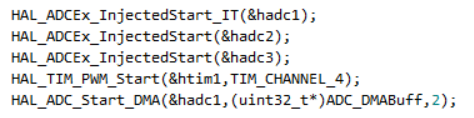 HAL_ADCEx_InjectedStart_IT(&hadc1);
HAL_ADCEx_InjectedStart(&hadc2);
HAL_ADCEx_InjectedStart(&hadc3);
HAL_TIM_PWM_Start(&htim1,TIM_CHANNEL_4);
HAL_ADC_Start_DMA(&hadc1,(uint32_t*)ADC_DMABuff,2);